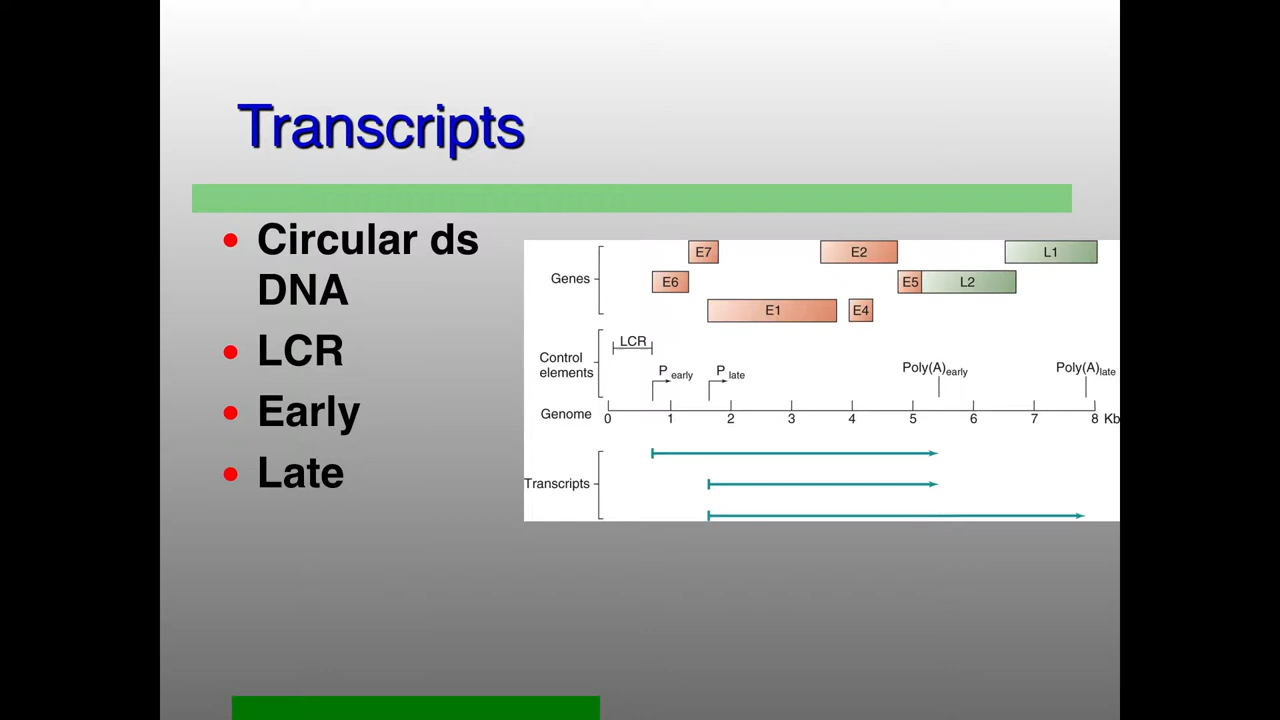 Transcripts
• Circular ds
DNA
• LCR
• Early
• Late
E7 E2 L1
Genes
E6 E5 L2
E1 E4
LCR
Control
elements
P early P late Poly(A)early Poly(A)late
Genome
0 1 2 3 4 5 6 7 8 Kb
Transcripts